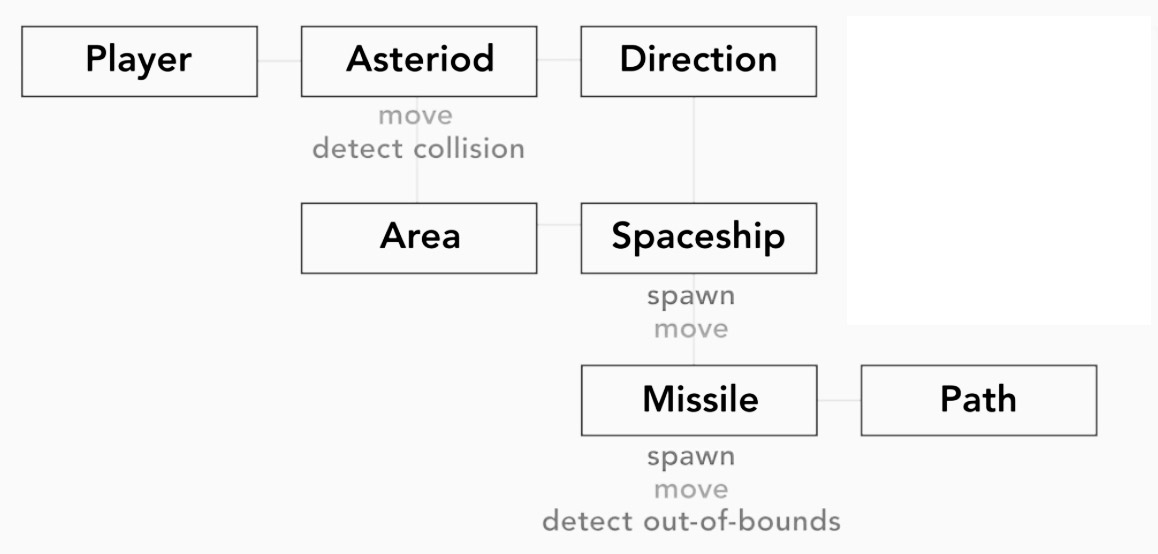 Player
Asteriod
Direction
move
detect collision
Area
Spaceship
spawn
move
Missile
Path
spawn
move
detect out-of-bounds